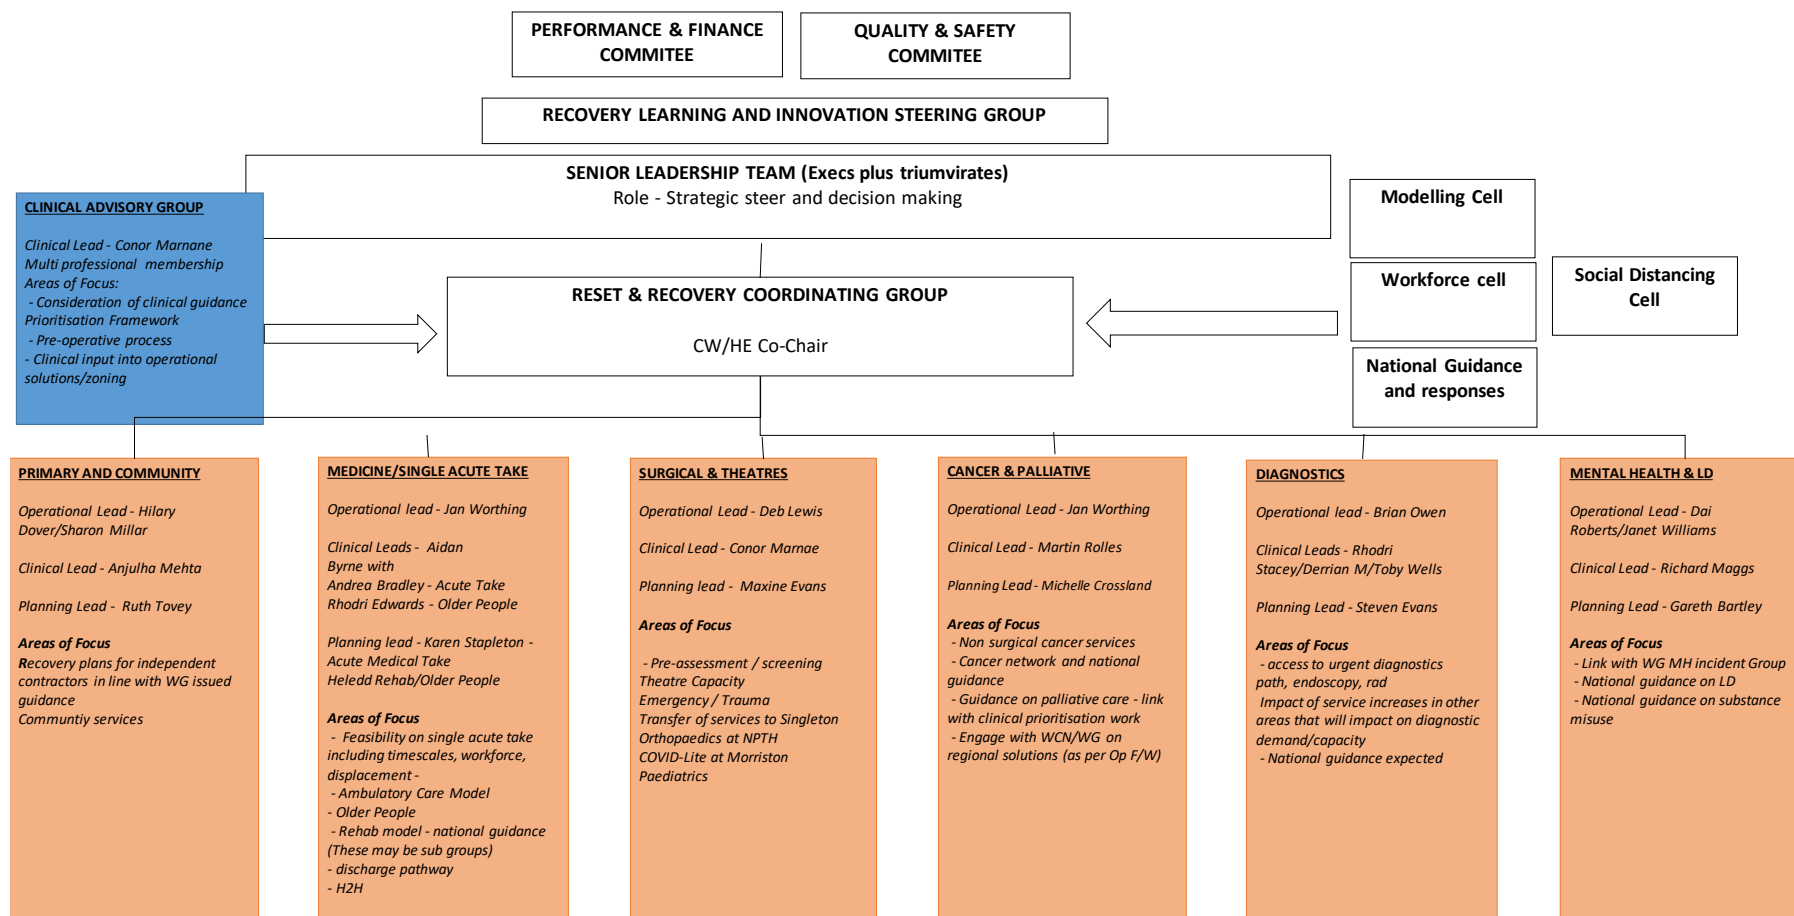 PERFORMANCE & FINANCE
COMMITEE
QUALITY & SAFETY
COMMITEE
RECOVERY LEARNING AND INNOVATION STEERING GROUP
SENIOR LEADERSHIP TEAM (Execs plus triumvirates)
Role - Strategic steer and decision making
CLINICAL ADVISORY GROUP
Clinical Lead - Conor Marnane
Multi professional membership
Areas of Focus:
- Consideration of clinical guidance
Prioritisation Framework
- Pre-operative process
- Clinical input into operational
solutions/zoning
RESET & RECOVERY COORDINATING GROUP
CW/HE Co-Chair
Modelling Cell
Workforce cell
Social Distancing
Cell
National Guidance
and responses
PRIMARY AND COMMUNITY
Operational Lead - Hilary
Dover/Sharon Millar
Clinical Lead - Anjulha Mehta
Planning Lead - Ruth Tovey
Areas of Focus
Recovery plans for independent
contractors in line with WG issued
guidance
Communtiy services
MEDICINE/SINGLE ACUTE TAKE
Operational lead - Jan Worthing
Clinical Leads - Aidan
Byrne with
Andrea Bradley - Acute Take
Rhodri Edwards - Older People
Planning lead - Karen Stapleton -
Acute Medical Take
Heledd Rehab/Older People
Areas of Focus
- Feasibility on single acute take
including timescales, workforce,
displacement -
- Ambulatory Care Model
- Older People
- Rehab model - national guidance
(These may be sub groups)
- discharge pathway
- H2H
SURGICAL & THEATRES
Operational Lead - Deb Lewis
Clinical Lead - Conor Marnae
Planning lead - Maxine Evans
Areas of Focus
- Pre-assessment / screening
Theatre Capacity
Emergency / Trauma
Transfer of services to Singleton
Orthopaedics at NPTH
COVID-Lite at Morriston
Paediatrics
CANCER & PALLIATIVE
Operational Lead - Jan Worthing
Clinical Lead - Martin Rolles
Planning Lead - Michelle Crossland
Areas of Focus
- Non surgical cancer services
- Cancer network and national
guidance
- Guidance on palliative care - link
with clinical prioritisation work
- Engage with WCN/WG on
regional solutions (as per Op F/W)
DIAGNOSTICS
Operational lead - Brian Owen
Clinical Leads - Rhodri
Stacey/Derrian M/Toby Wells
Planning Lead - Steven Evans
Areas of Focus
- access to urgent diagnostics
path, endoscopy, rad
Impact of service increases in other
areas that will impact on diagnostic
demand/capacity
- National guidance expected
MENTAL HEALTH & LD
Operational Lead - Dai
Roberts/Janet Williams
Clinical Lead - Richard Maggs
Planning Lead - Gareth Bartley
Areas of Focus
- Link with WG MH incident Group
- National guidance on LD
- National guidance on substance
misuse